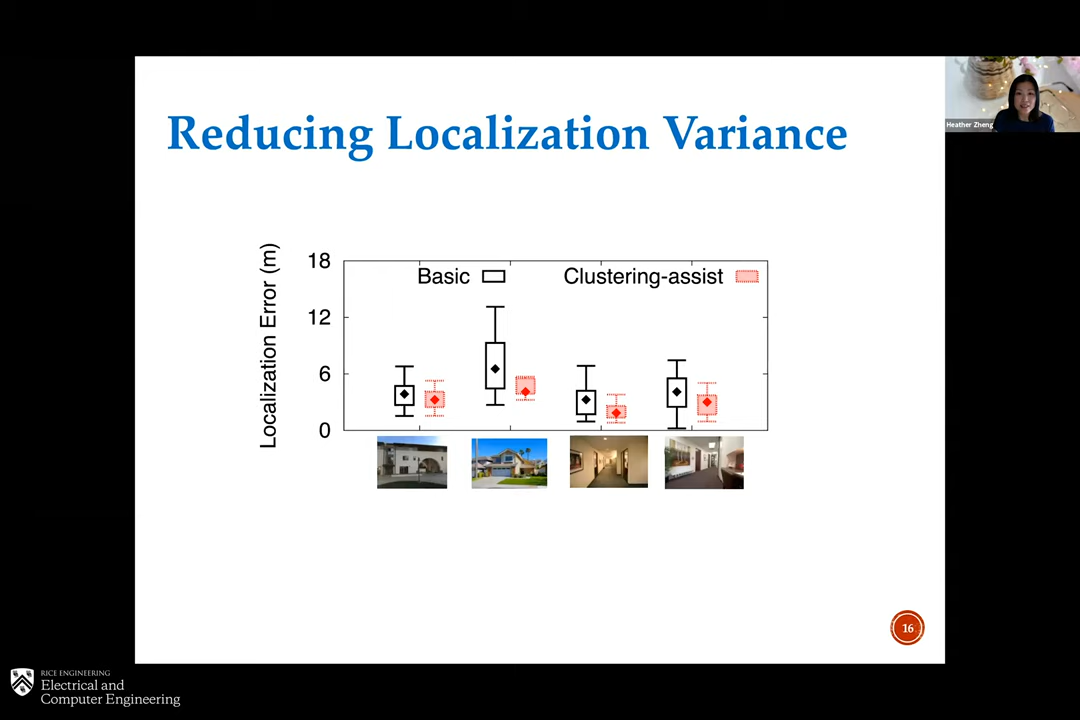 Reducing Localization Variance
Heather Zheng
Localization Error (m)
18
12
6
0
Basic
Clustering-assist
16
RICE ENGINEERING
Electrical and
Computer Engineering